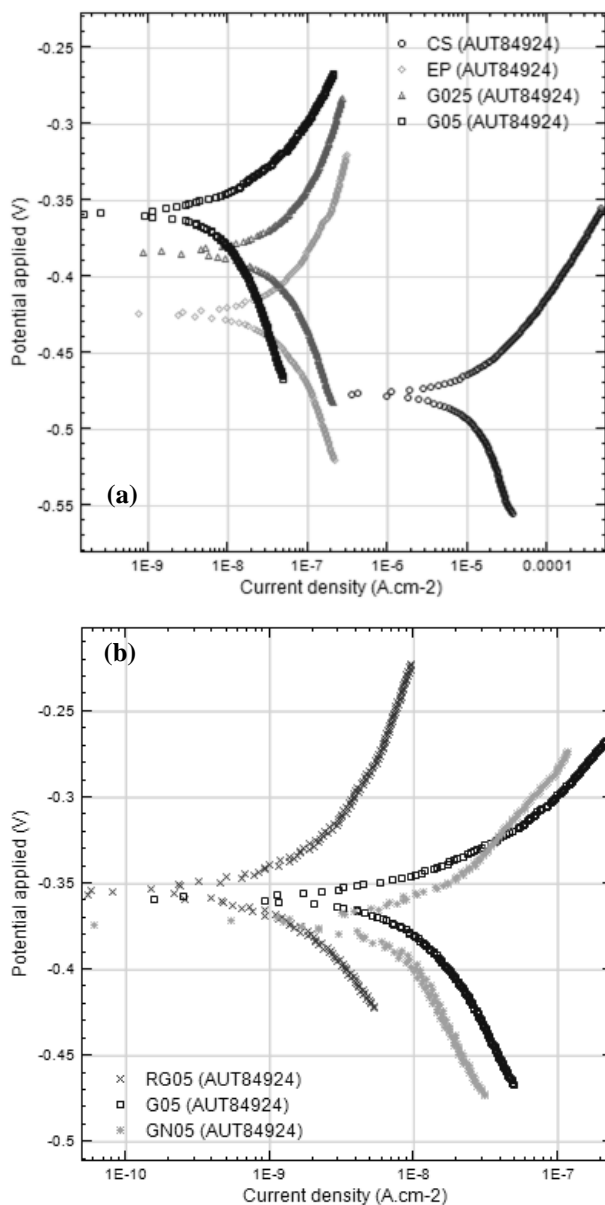 CS (AUT84924)
EP (AUT84924)
G025 (AUT84924)
G05 (AUT84924)
-0.25
-0.3
-0.35
-0.4
-0.45
-0.5
-0.55
Potential applied (V)
(a)
1E-9
1E-8
1E-7
1E-6
1E-5
0.0001
Current density (A.cm-2)
(b)
-0.25
-0.3
-0.35
-0.4
-0.45
-0.5
Potential applied (V)
RG05 (AUT84924)
G05 (AUT84924)
GN05 (AUT84924)
1E-10
1E-9
1E-8
1E-7
Current density (A.cm-2)